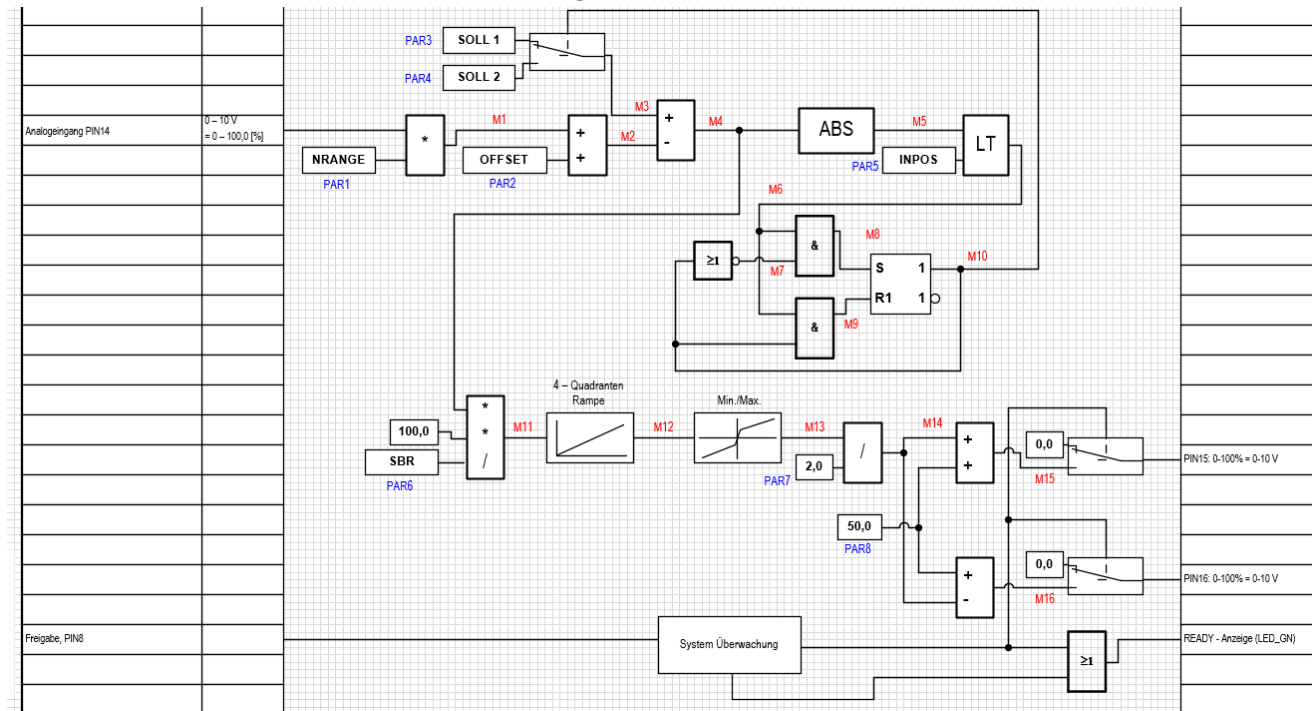 PAR3
SOLL 1
PAR4
SOLL 2
M3
Analogeingang PIN14
0 – 10 V
= 0 – 100,0 [%]
M1
*
NRANGE
PAR1
+
+
OFFSET
PAR2
M2
+
-
M4
ABS
M5
LT
PAR5
INPOS
M6
≥1
M7
&
M8
S 1
R1 1
M10
&
M9
4 – Quadranten
Rampe
Min./Max.
*
*
/
100,0
SBR
PAR6
M11
M12
M13
/
2,0
PAR7
M14
+
+
0,0
M15
PIN15: 0-100% = 0-10 V
50,0
PAR8
+
-
0,0
M16
PIN16: 0-100% = 0-10 V
Freigabe, PIN8
System Überwachung
≥1
READY - Anzeige (LED_GN)